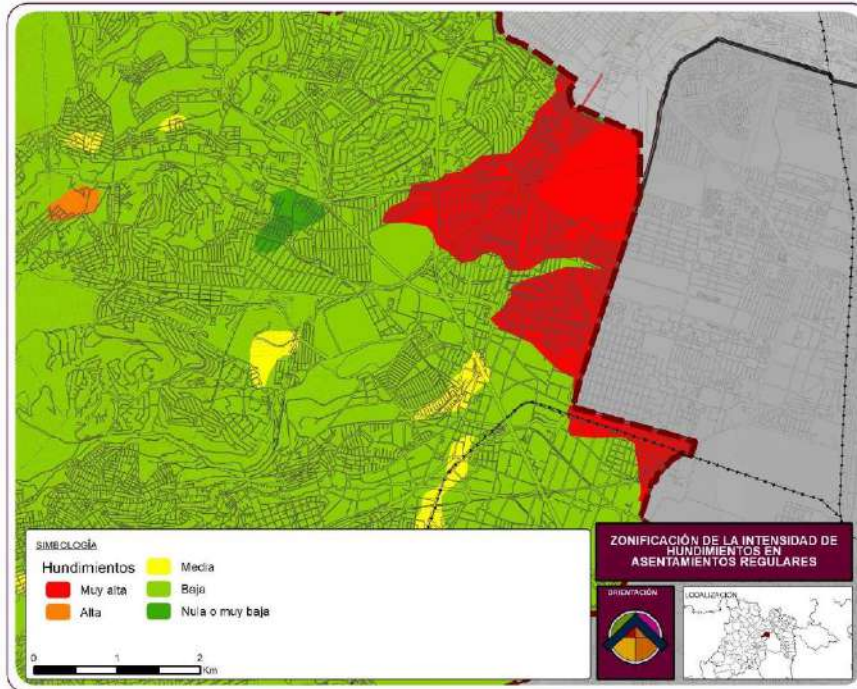 SIMBOLOGÍA
Hundimientos
Muy alta
Alta
Media
Baja
Nula o muy baja
0 1 2
Km
ZONIFICACIÓN DE LA INTENSIDAD DE
HUNDIMIENTOS EN
ASENTAMIENTOS REGULARES
ORIENTACIÓN
LOCALIZACIÓN